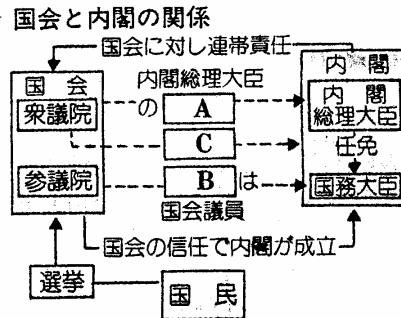 国会と内閣の関係
国会に対し連帯責任
国会
衆議院
参議院
内閣総理大臣
の A
C
B は
国会議員
内閣
内閣
総理大臣
任免
国務大臣
国会の信任で内閣が成立
選挙
国民